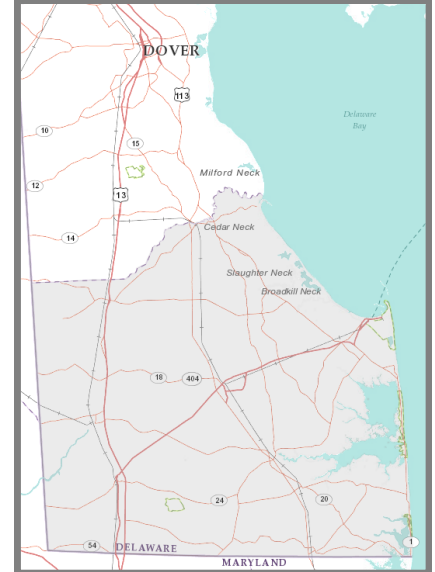 DOVER
113
Delaware
Bay
10
15
Milford Neck
12
13
Cedar Neck
14
Slaughter Neck
Broadkill Neck
18
404
24
20
54
DELAWARE
1
MARYLAND